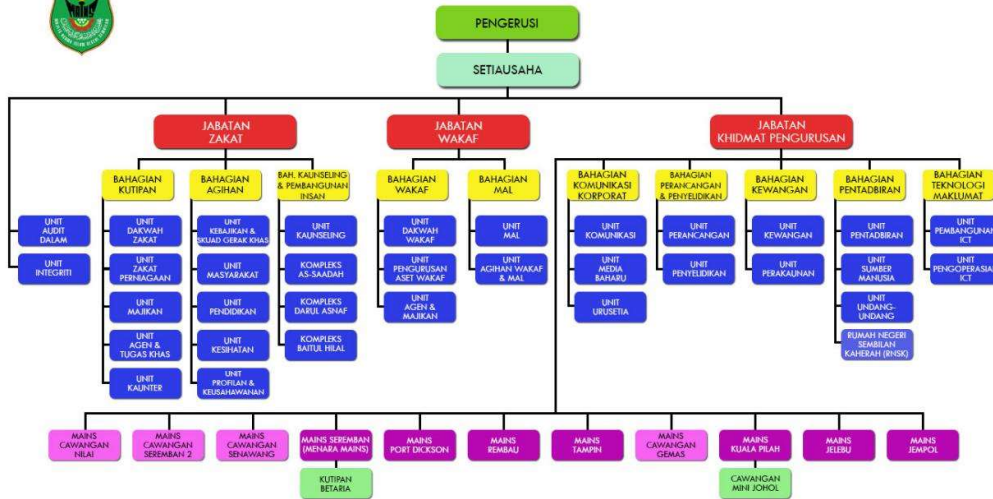 MAINS
PENGERUSI
SETIAUSAHA
JABATAN
ZAKAT
JABATAN
WAKAF
JABATAN
KHIDMAT PENGURUSAN
BAHAGIAN
KUTIPAN
BAHAGIAN
AGIHAN
BAH. KAUNSELING
& PEMBANGUNAN
INSAN
BAHAGIAN
WAKAF
BAHAGIAN
MAL
BAHAGIAN
KOMUNIKASI
KORPORAT
BAHAGIAN
PERANCANGAN
& PENYELIDIKAN
BAHAGIAN
KEWANGAN
BAHAGIAN
PENTADBIRAN
BAHAGIAN
TEKNOLOGI
MAKLUMAT
UNIT
AUDIT
DALAM
UNIT
INTEGRITI
UNIT
DAKWAH
ZAKAT
UNIT
ZAKAT
PERNIAGAAN
UNIT
MAJIKAN
UNIT
AGEN &
TUGAS KHAS
UNIT
KAUNTER
UNIT
KEBAJIKAN &
SKUAD GERAK KHAS
UNIT
MASYARAKAT
UNIT
PENDIDIKAN
UNIT
KESIHATAN
UNIT
PROFILAN &
KEUSAHAWANAN
UNIT
KAUNSELING
KOMPLEKS
AS-SAADAH
KOMPLEKS
DARUL ASNAF
KOMPLEKS
BAITUL HILAL
UNIT
DAKWAH
WAKAF
UNIT
PENGURUSAN
ASET WAKAF
UNIT
AGEN &
MAJIKAN
UNIT
MAL
UNIT
AGIHAN WAKAF
& MAL
UNIT
KOMUNIKASI
UNIT
MEDIA
BAHARU
UNIT
URUSETIA
UNIT
PERANCANGAN
UNIT
PENYELIDIKAN
UNIT
KEWANGAN
UNIT
PERAKAUNAN
UNIT
PENTADBIRAN
UNIT
SUMBER
MANUSIA
UNIT
UNDANG-
UNDANG
RUMAH NEGERI
SEMBILAN
KAHERAH (RNSK)
UNIT
PEMBANGUNAN
ICT
UNIT
PENGOPERASIAN
ICT
MAINS
CAWANGAN
NILAI
MAINS
CAWANGAN
SEREMBAN 2
MAINS
CAWANGAN
SENAWANG
MAINS SEREMBAN
(MENARA MAINS)
MAINS
PORT DICKSON
MAINS
REMBAU
MAINS
TAMPIN
MAINS
CAWANGAN
GEMAS
MAINS
KUALA PILAH
MAINS
JELEBU
MAINS
JEMPOL
KUTIPAN
BETARIA
CAWANGAN
MINI JOHOL